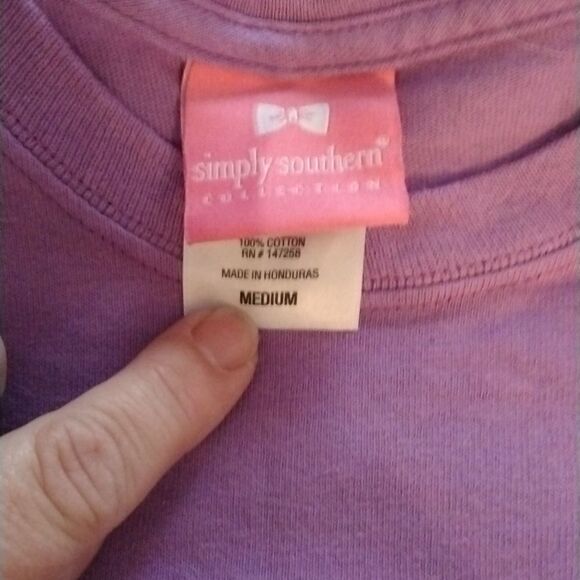 simply southern
COLLECTION
100% COTTON
RN # 147258
MADE IN HONDURAS
MEDIUM